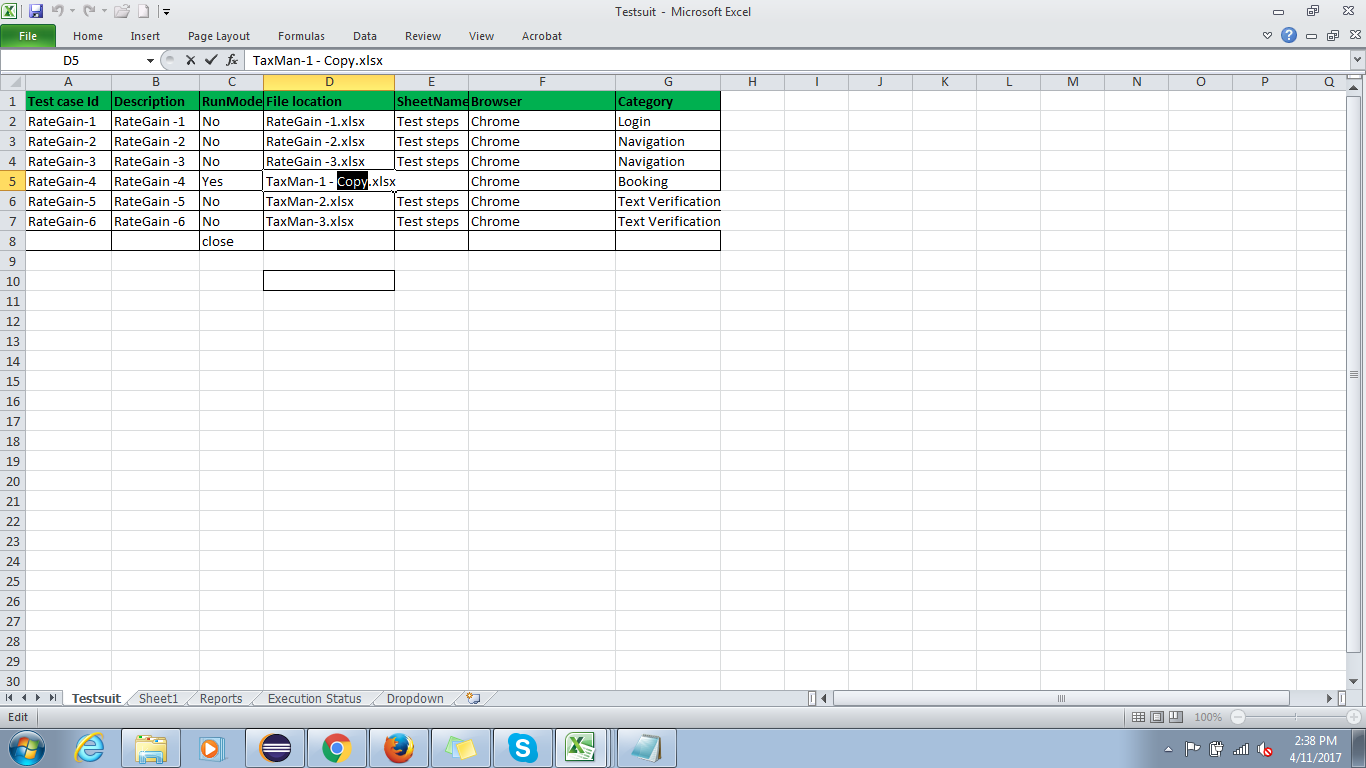 Testsuit - Microsoft Excel
File Home Insert Page Layout Formulas Data Review View Acrobat
D5 fx TaxMan-1 - Copy.xlsx
A B C D E F G H I J K L M N O P Q
1 Test case Id Description RunMode File location SheetName Browser Category
2 RateGain-1 RateGain -1 No RateGain -1.xlsx Test steps Chrome Login
3 RateGain-2 RateGain -2 No RateGain -2.xlsx Test steps Chrome Navigation
4 RateGain-3 RateGain -3 No RateGain -3.xlsx Test steps Chrome Navigation
5 RateGain-4 RateGain -4 Yes TaxMan-1 - Copy.xlsx Chrome Booking
6 RateGain-5 RateGain -5 No TaxMan-2.xlsx Test steps Chrome Text Verification
7 RateGain-6 RateGain -6 No TaxMan-3.xlsx Test steps Chrome Text Verification
8 close
9
10
11
12
13
14
15
16
17
18
19
20
21
22
23
24
25
26
27
28
29
30
Testsuit Sheet1 Reports Execution Status Dropdown
Edit 100%
2:38 PM
4/11/2017